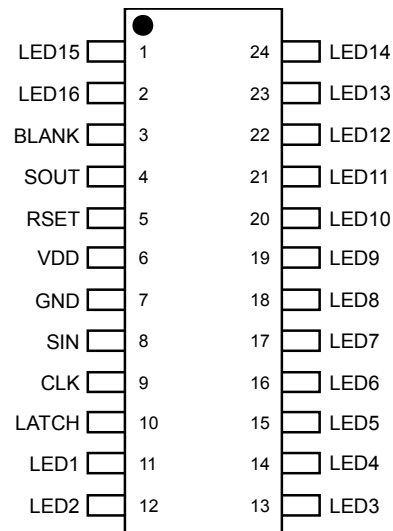 LED15 1 24 LED14
LED16 2 23 LED13
BLANK 3 22 LED12
SOUT 4 21 LED11
RSET 5 20 LED10
VDD 6 19 LED9
GND 7 18 LED8
SIN 8 17 LED7
CLK 9 16 LED6
LATCH 10 15 LED5
LED1 11 14 LED4
LED2 12 13 LED3